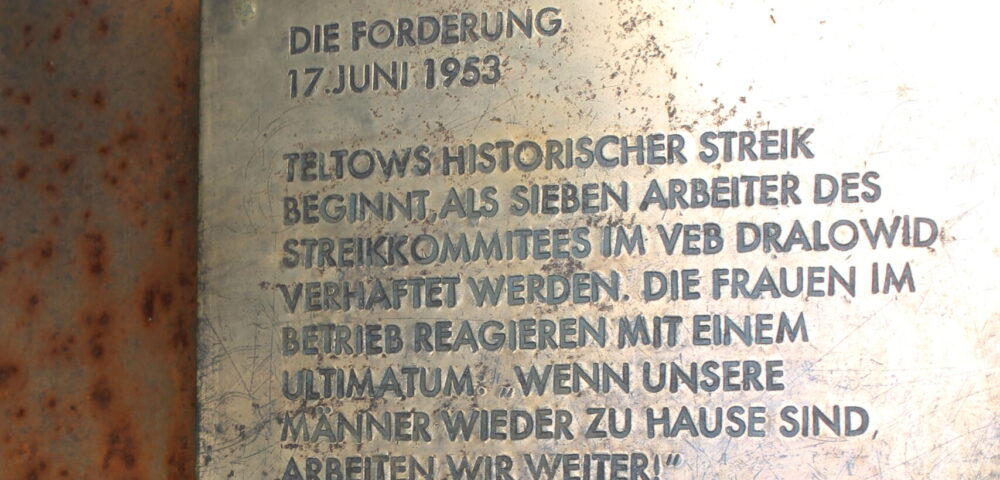 DIE FORDERUNG
17.JUNI 1953
TELTOWS HISTORISCHER STREIK
BEGINNT, ALS SIEBEN ARBEITER DES
STREIKKOMMITEES IM VEB DRALOWID
VERHAFTET WERDEN. DIE FRAUEN IM
BETRIEB REAGIEREN MIT EINEM
ULTIMATUM: „WENN UNSERE
MÄNNER WIEDER ZU HAUSE SIND,
ARBEITEN WIR WEITER!“